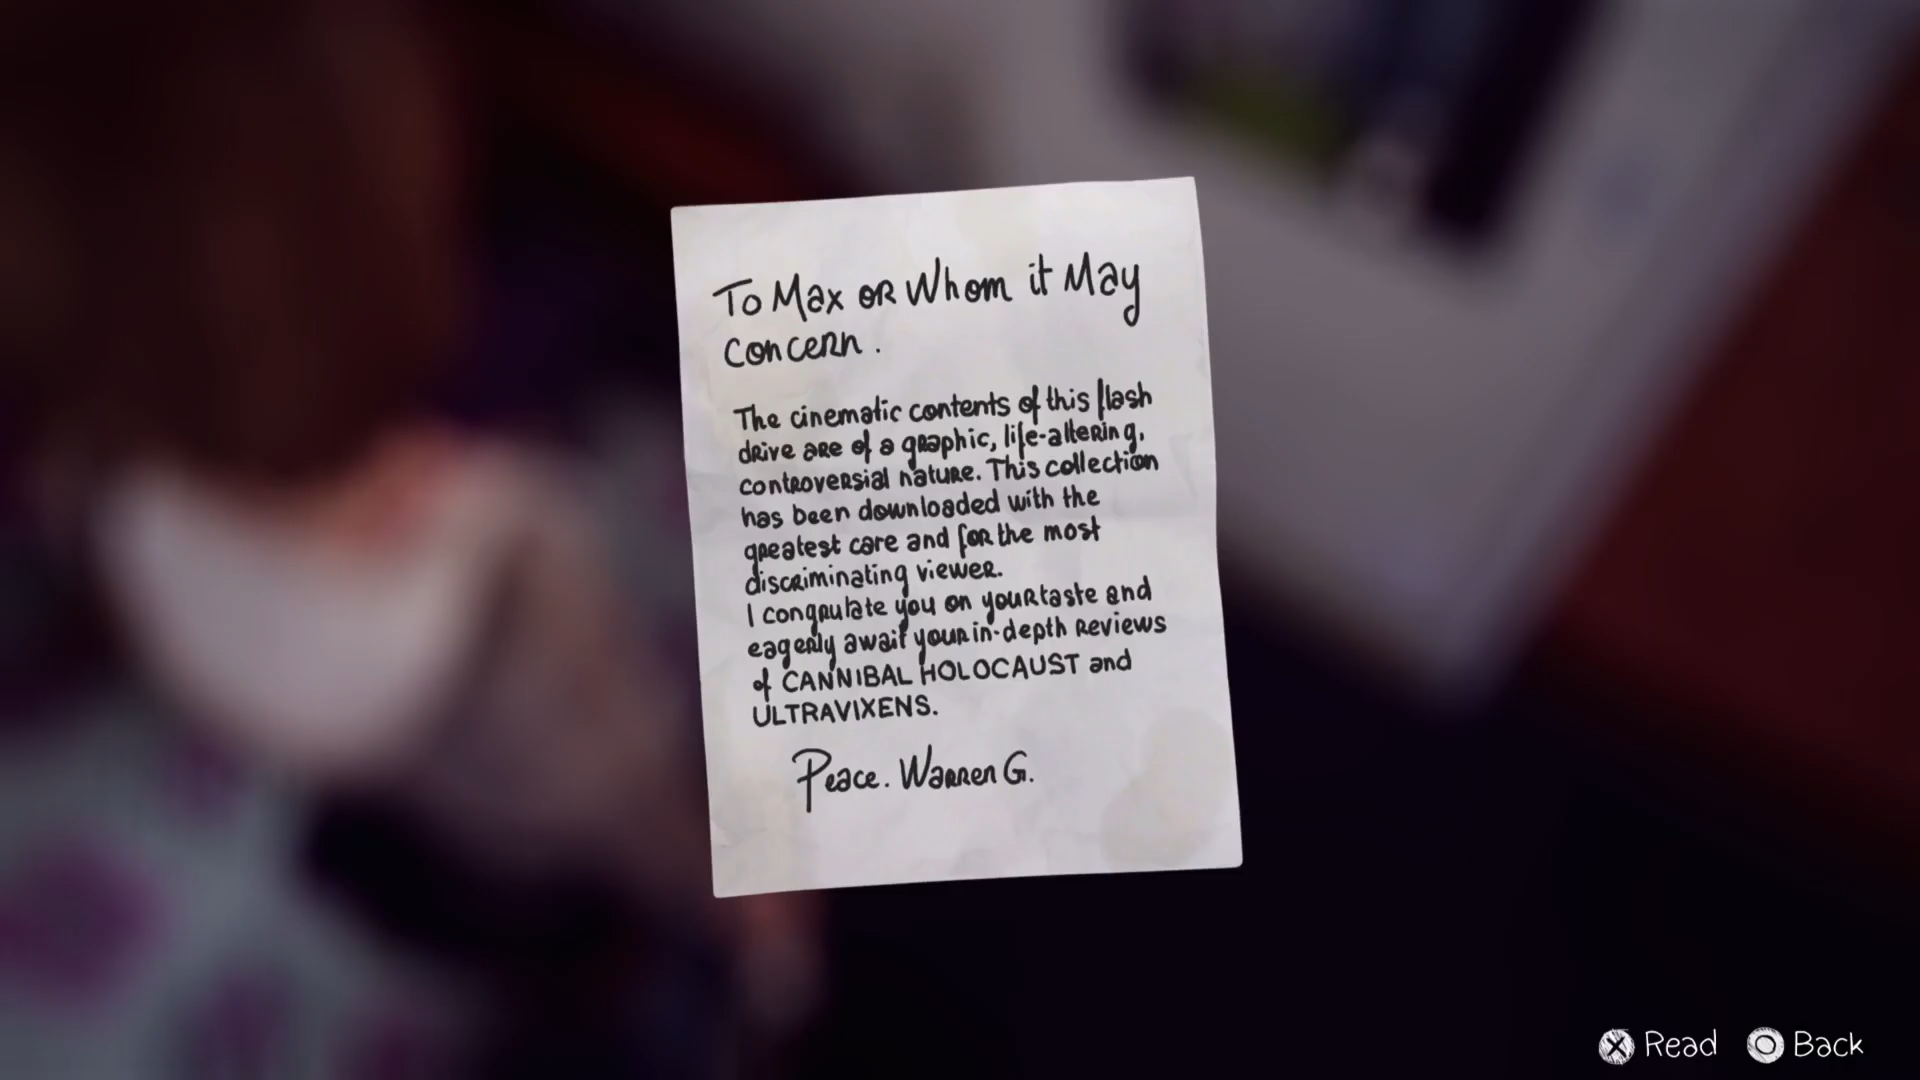 To Max or Whom it May
Concern.
The cinematic contents of this flash
drive are of a graphic, life-altering,
controversial nature. This collection
has been downloaded with the
greatest care and for the most
discriminating viewer.
I congrulate you on your taste and
eagerly await your in-depth reviews
of CANNIBAL HOLOCAUST and
ULTRAVIXENS.
Peace. Warren G.
Read Back